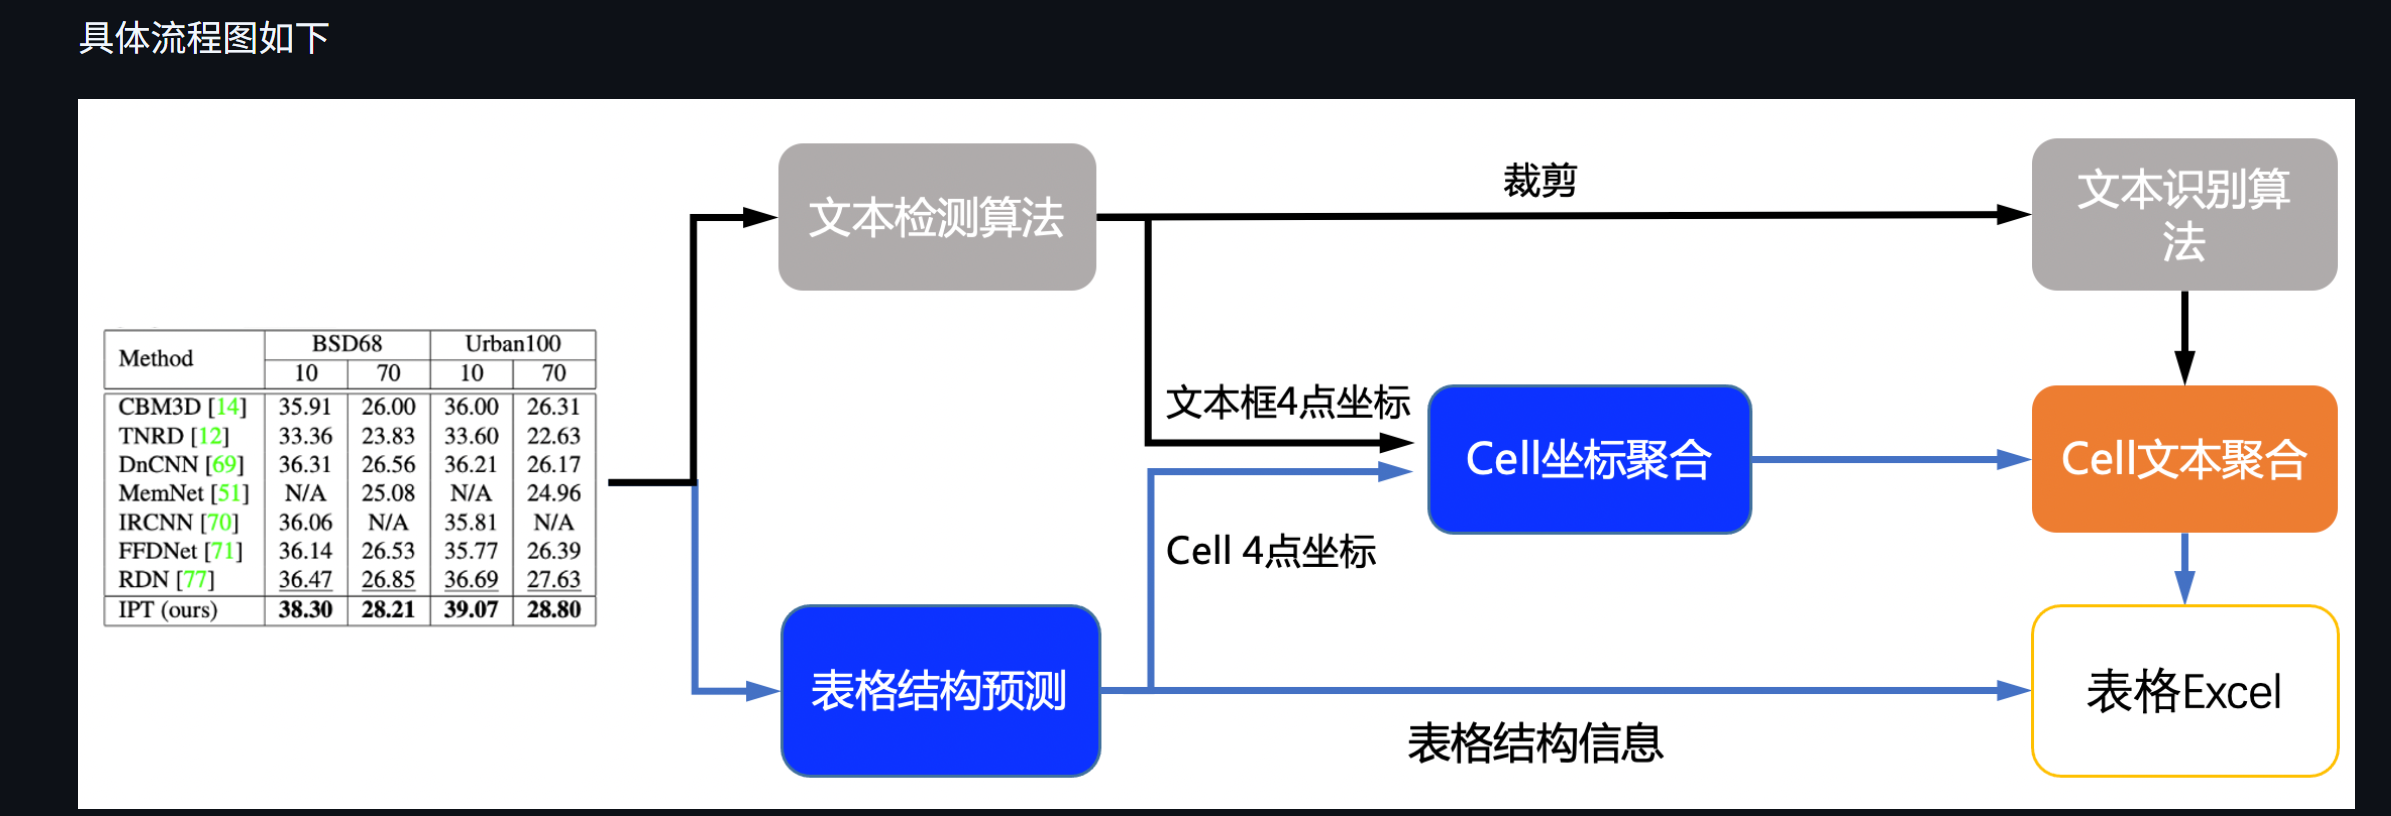 具体流程图如下
文本检测算法
裁剪
文本识别算
法
Method BSD68 Urban100
10 70 10 70
CBM3D [14] 35.91 26.00 36.00 26.31
TNRD [12] 33.36 23.83 33.60 22.63
DnCNN [69] 36.31 26.56 36.21 26.17
MemNet [51] N/A 25.08 N/A 24.96
IRCNN [70] 36.06 N/A 35.81 N/A
FFDNet [71] 36.14 26.53 35.77 26.39
RDN [77] 36.47 26.85 36.69 27.63
IPT (ours) 38.30 28.21 39.07 28.80
文本框4点坐标
Cell坐标聚合
Cell文本聚合
Cell 4点坐标
表格结构预测
表格结构信息
表格Excel